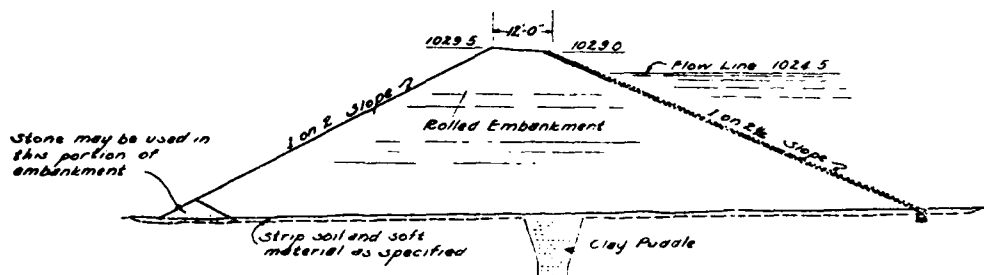 12'-0"
1029.5
1029.0
Flow Line 1024.5
1 on 2 Slope
1 on 2½ Slope
Rolled Embankment
Stone may be used in
this portion of
embankment
Strip soil and soft
material as specified
Clay Puddle